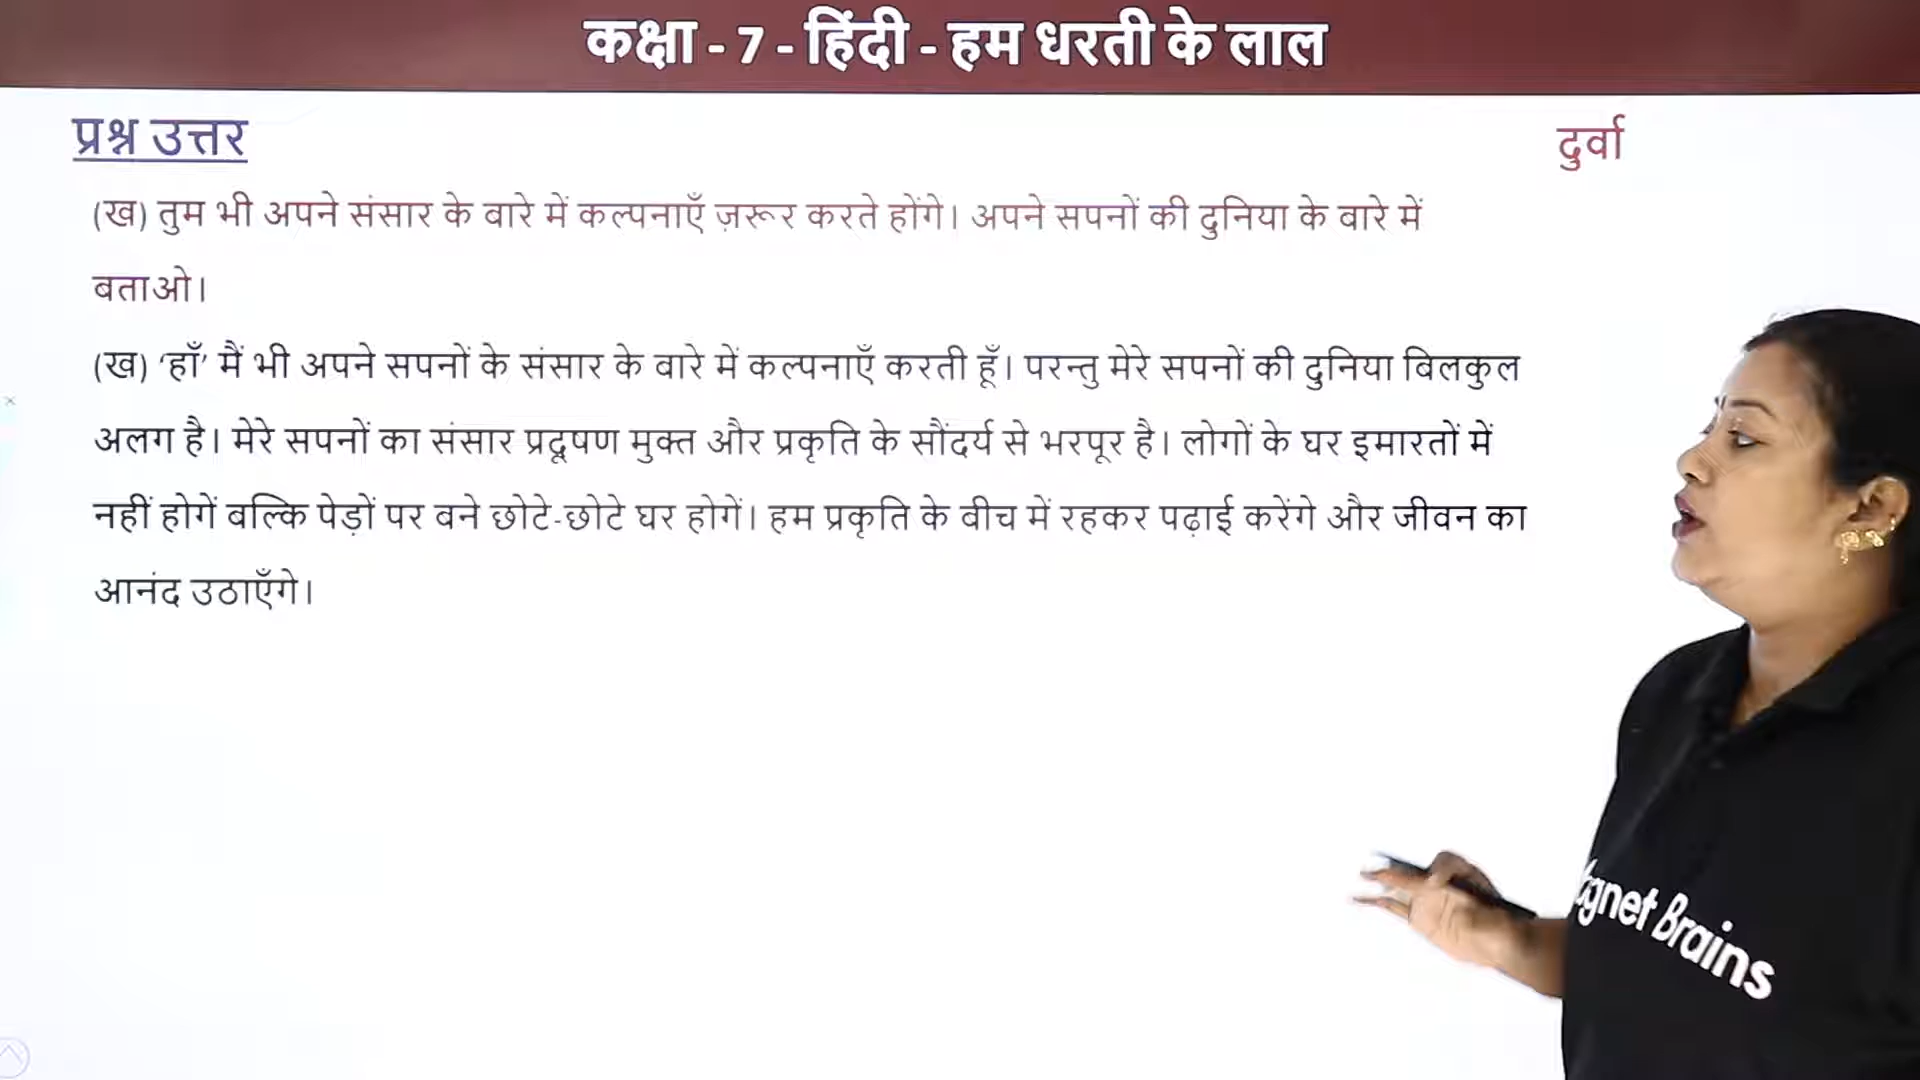 कक्षा - 7 - हिंदी - हम धरती के लाल
प्रश्न उत्तर
दुर्वा
(ख) तुम भी अपने संसार के बारे में कल्पनाएँ ज़रूर करते होंगे। अपने सपनों की दुनिया के बारे में
बताओ।
(ख) ‘हाँ’ मैं भी अपने सपनों के संसार के बारे में कल्पनाएँ करती हूँ। परन्तु मेरे सपनों की दुनिया बिलकुल
अलग है। मेरे सपनों का संसार प्रदूषण मुक्त और प्रकृति के सौंदर्य से भरपूर है। लोगों के घर इमारतों में
नहीं होगें बल्कि पेड़ों पर बने छोटे-छोटे घर होगें। हम प्रकृति के बीच में रहकर पढ़ाई करेंगे और जीवन का
आनंद उठाएँगे।
gnet Brains